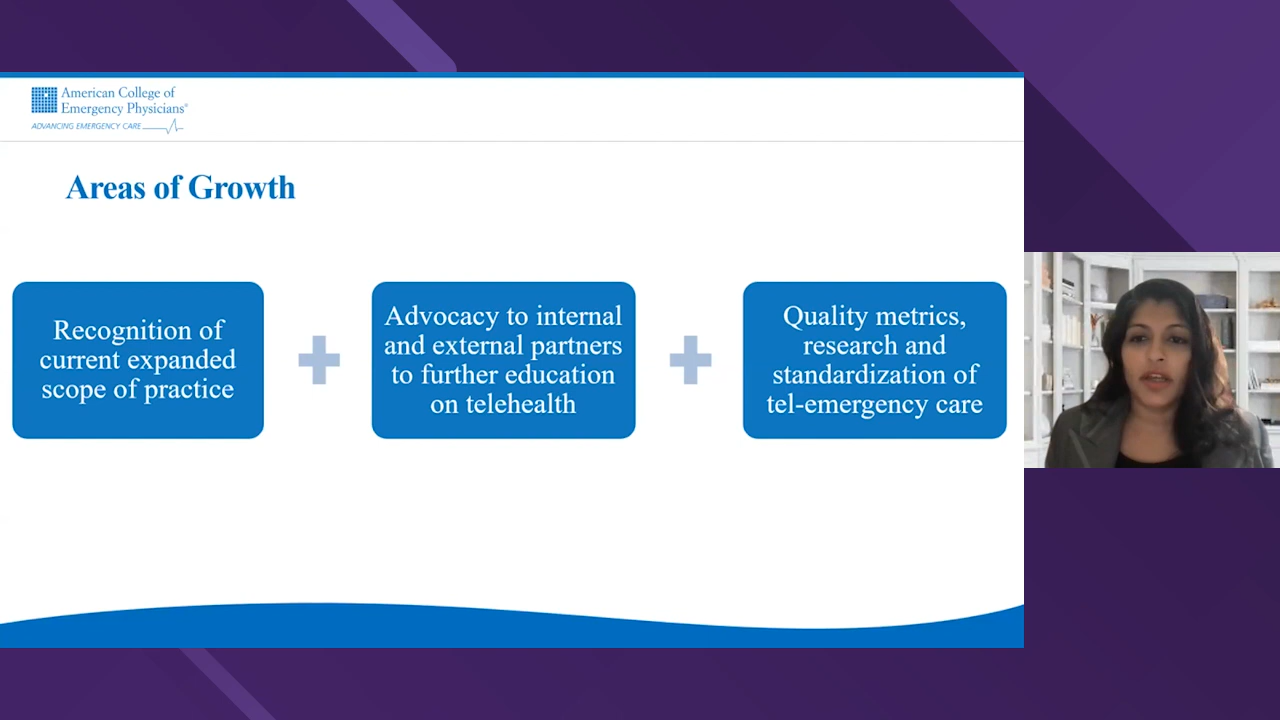 American College of
Emergency Physicians®
ADVANCING EMERGENCY CARE
Areas of Growth
Recognition of
current expanded
scope of practice
Advocacy to internal
and external partners
to further education
on telehealth
Quality metrics,
research and
standardization of
tel-emergency care